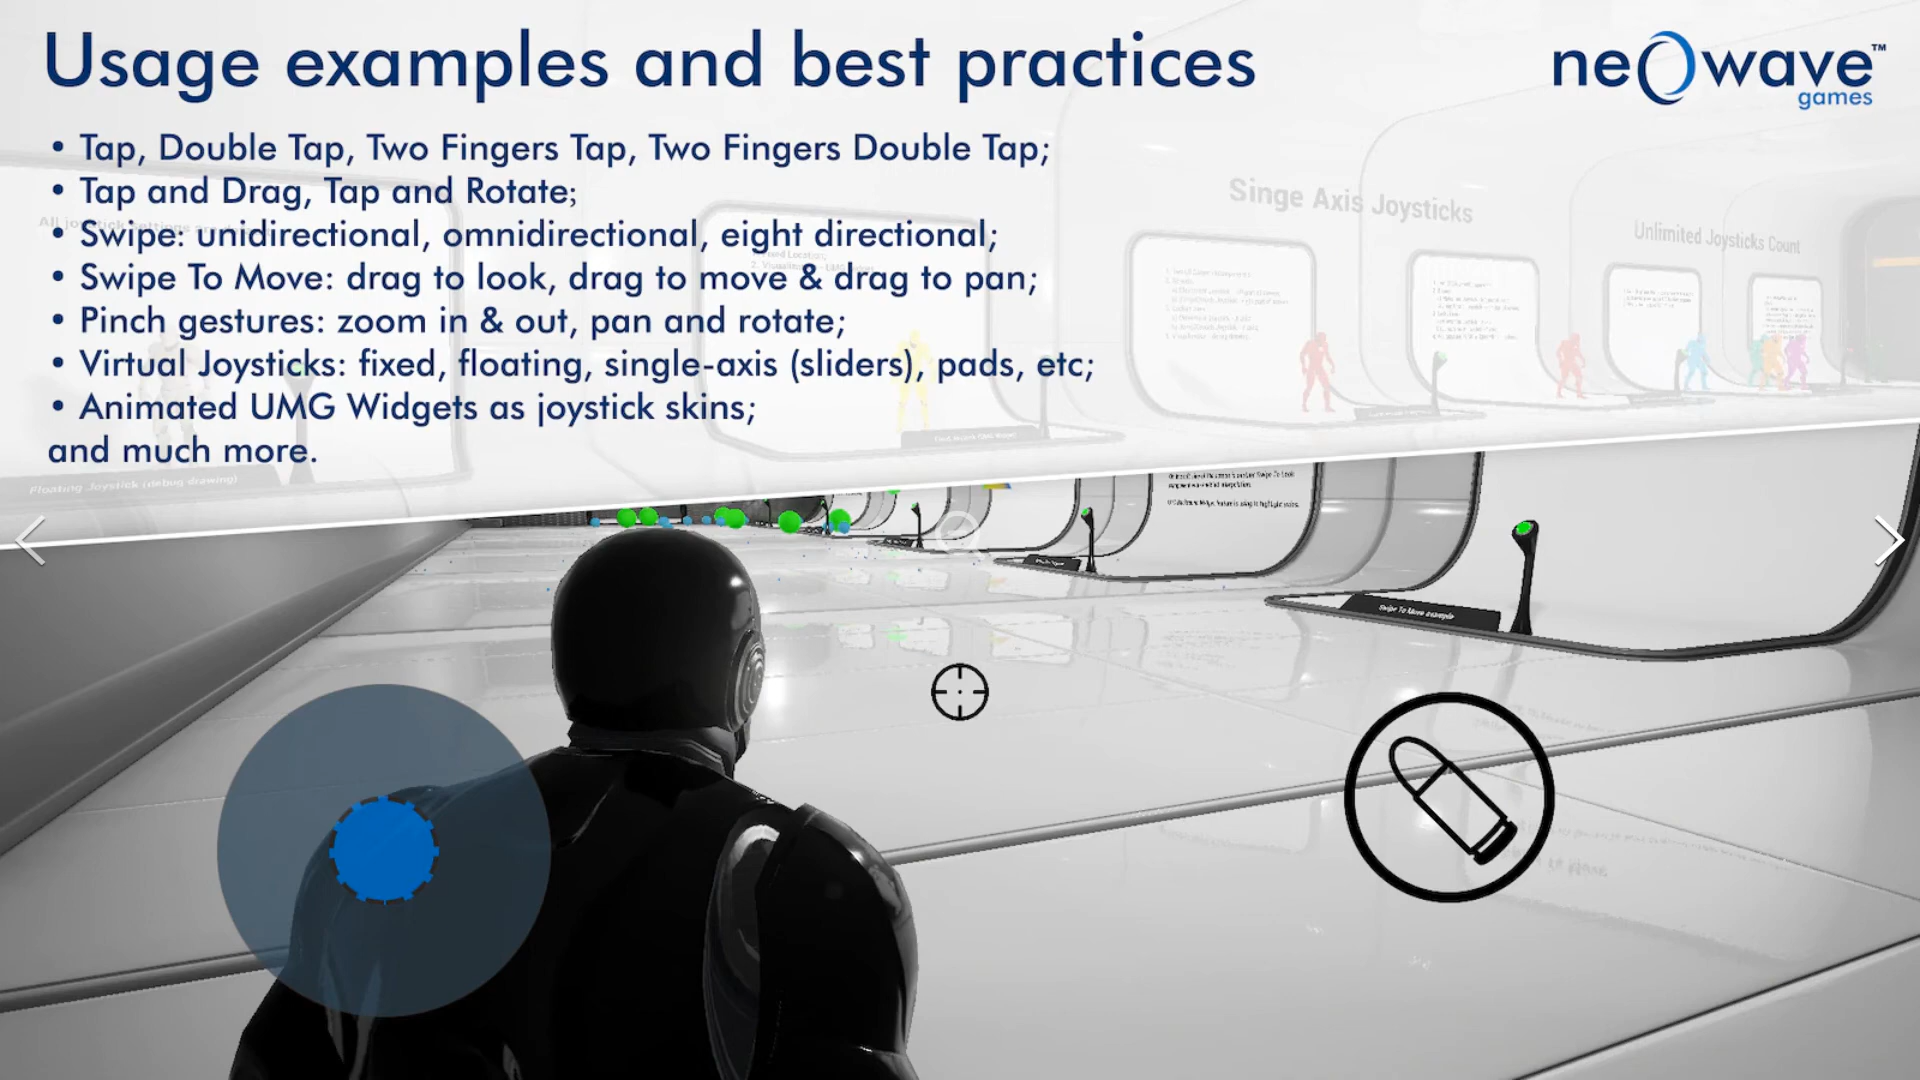 Usage examples and best practices
neOwave™
games
• Tap, Double Tap, Two Fingers Tap, Two Fingers Double Tap;
• Tap and Drag, Tap and Rotate;
• Swipe: unidirectional, omnidirectional, eight directional;
• Swipe To Move: drag to look, drag to move & drag to pan;
• Pinch gestures: zoom in & out, pan and rotate;
• Virtual Joysticks: fixed, floating, single-axis (sliders), pads, etc;
• Animated UMG Widgets as joystick skins;
and much more.
Singe Axis Joysticks
Unlimited Joysticks Count
Floating Joystick (debug drawing)
Swipe To Move example